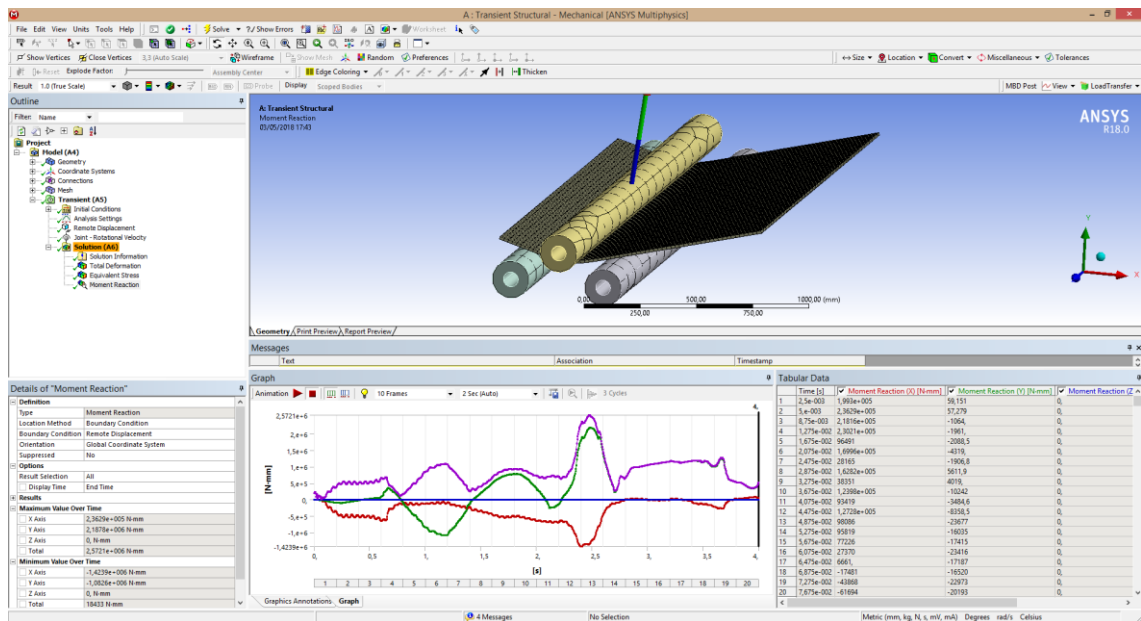 A : Transient Structural - Mechanical [ANSYS Multiphysics]
File Edit View Units Tools Help Solve ?/ Show Errors Worksheet
Show Vertices Close Vertices 3,3 (Auto Scale) Wireframe Show Mesh Random Preferences Size Location Convert Miscellaneous Tolerances
Reset Explode Factor: Assembly Center Edge Coloring Thicken
Result 1.0 (True Scale) Probe Display Scoped Bodies MBD Post View LoadTransfer
Outline
Filter: Name
Project
Model (A4)
Geometry
Coordinate Systems
Connections
Mesh
Transient (A5)
Initial Conditions
Analysis Settings
Remote Displacement
Joint - Rotational Velocity
Solution (A6)
Solution Information
Total Deformation
Equivalent Stress
Moment Reaction
A: Transient Structural
Moment Reaction
03/05/2018 17:43
ANSYS
R18.0
Y
X
0,00 500,00 1000,00 (mm)
250,00 750,00
Geometry Print Preview Report Preview
Messages
Text Association Timestamp
Details of "Moment Reaction"
Definition
Type Moment Reaction
Location Method Boundary Condition
Boundary Condition Remote Displacement
Orientation Global Coordinate System
Suppressed No
Options
Result Selection All
Display Time End Time
Results
Maximum Value Over Time
X Axis 2,3629e+005 N·mm
Y Axis 2,1878e+006 N·mm
Z Axis 0, N·mm
Total 2,5721e+006 N·mm
Minimum Value Over Time
X Axis -1,4239e+006 N·mm
Y Axis -1,0826e+006 N·mm
Z Axis 0, N·mm
Total 18433 N·mm
Graph
Animation 10 Frames 2 Sec (Auto) 3 Cycles
4,
2,5721e+6
2,e+6
1,5e+6
1,e+6
5,e+5
0,
-5,e+5
-1,4239e+6
[N·mm]
0, 0,5 1, 1,5 2, 2,5 3, 3,5 4,
[s]
1 2 3 4 5 6 7 8 9 10 11 12 13 14 15 16 17 18 19 20
Graphics Annotations Graph
Tabular Data
Time [s] Moment Reaction (X) [N·mm] Moment Reaction (Y) [N·mm] Moment Reaction (Z
1 2,5e-003 1,993e+005 59,151 0,
2 5,e-003 2,3629e+005 57,279 0,
3 8,75e-003 2,1816e+005 -1064, 0,
4 1,275e-002 2,3021e+005 -1961, 0,
5 1,675e-002 96491 -2088,5 0,
6 2,075e-002 1,6996e+005 -4319, 0,
7 2,475e-002 28165 -1906,8 0,
8 2,875e-002 1,6282e+005 5611,9 0,
9 3,275e-002 38351 4019, 0,
10 3,675e-002 1,2398e+005 -10242 0,
11 4,075e-002 93419 -3484,6 0,
12 4,475e-002 1,2728e+005 -8358,5 0,
13 4,875e-002 98086 -23677 0,
14 5,275e-002 95819 -16035 0,
15 5,675e-002 77226 -17415 0,
16 6,075e-002 27370 -23416 0,
17 6,475e-002 6661, -17187 0,
18 6,875e-002 -17481 -16520 0,
19 7,275e-002 -43868 -22973 0,
20 7,675e-002 -61694 -20193 0,
4 Messages No Selection Metric (mm, kg, N, s, mV, mA) Degrees rad/s Celsius